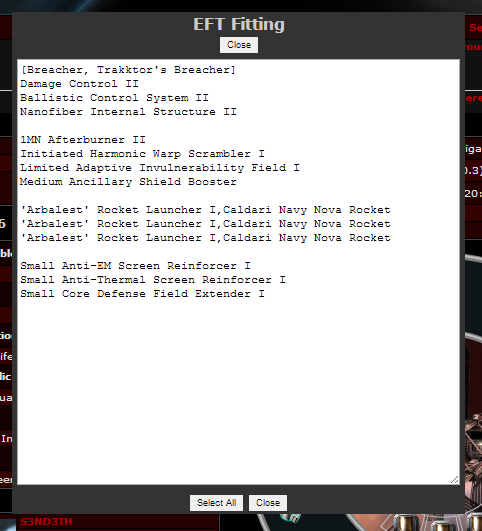 EFT Fitting
Close
[Breacher, Trakktor's Breacher]
Damage Control II
Ballistic Control System II
Nanofiber Internal Structure II
1MN Afterburner II
Initiated Harmonic Warp Scrambler I
Limited Adaptive Invulnerability Field I
Medium Ancillary Shield Booster
'Arbalest' Rocket Launcher I,Caldari Navy Nova Rocket
'Arbalest' Rocket Launcher I,Caldari Navy Nova Rocket
'Arbalest' Rocket Launcher I,Caldari Navy Nova Rocket
Small Anti-EM Screen Reinforcer I
Small Anti-Thermal Screen Reinforcer I
Small Core Defense Field Extender I
Select All Close
S3ND3TH